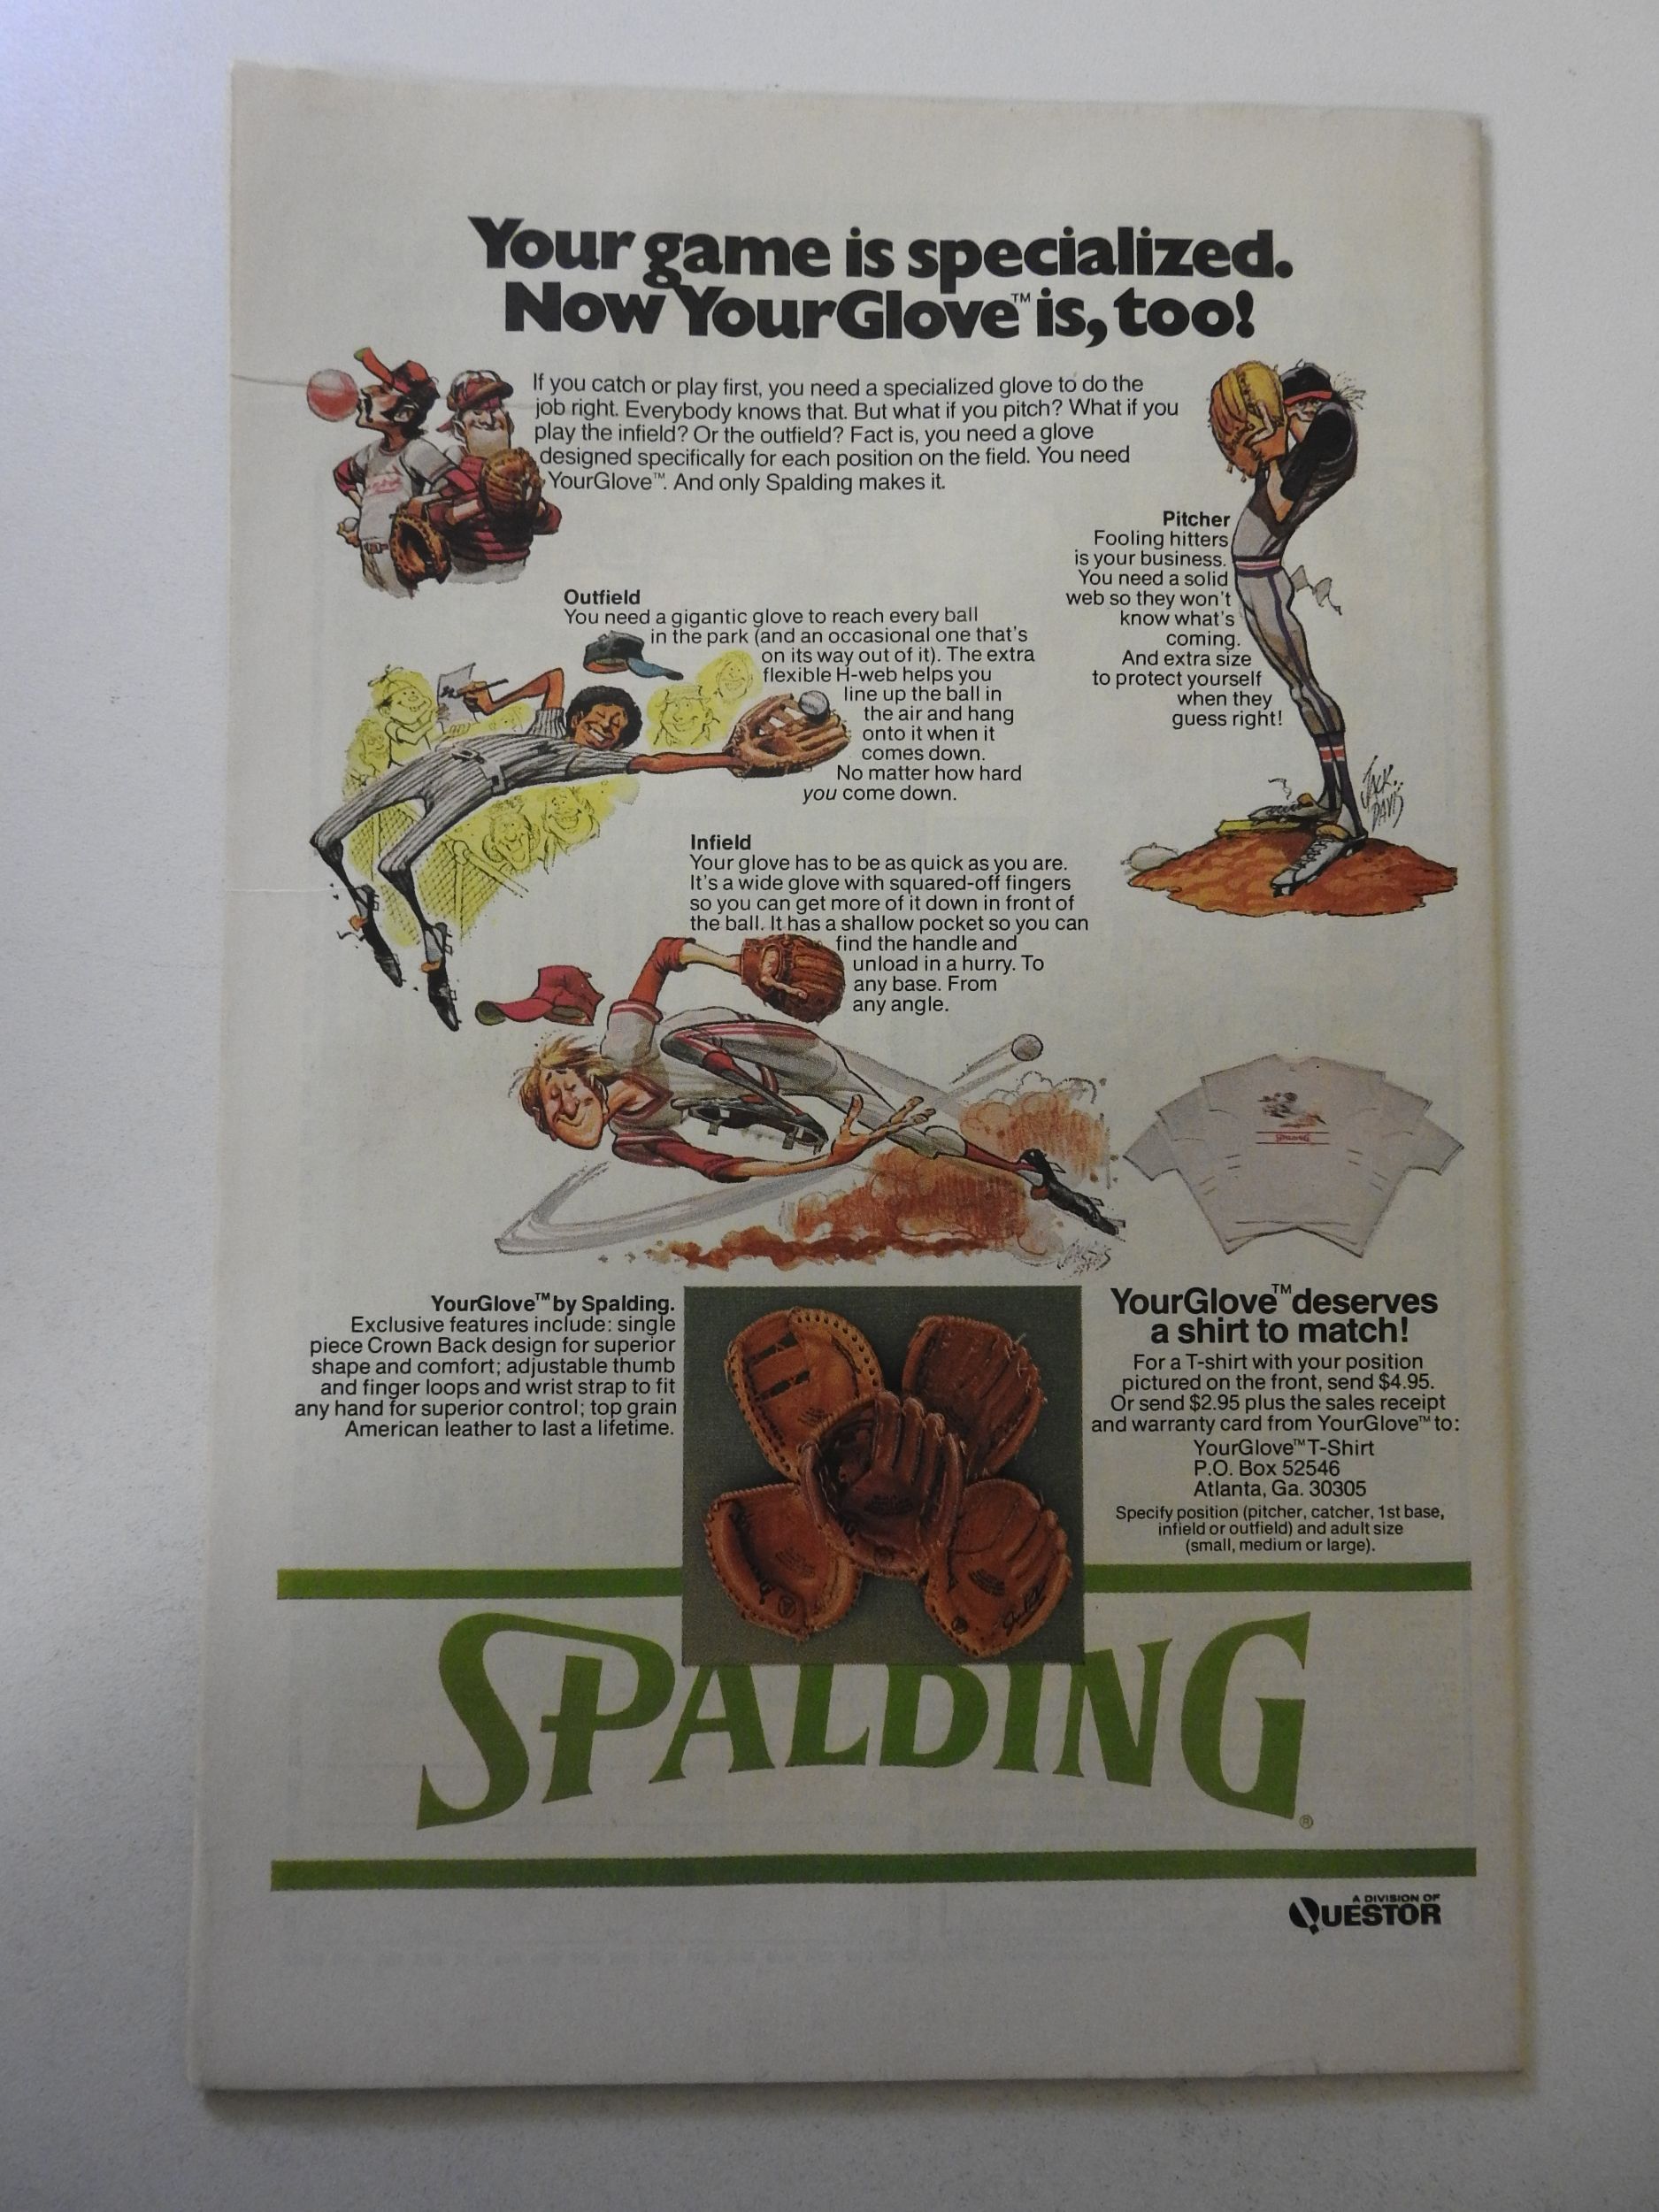 Your game is specialized.
Now YourGlove™ is, too!
If you catch or play first, you need a specialized glove to do the
job right. Everybody knows that. But what if you pitch? What if you
play the infield? Or the outfield? Fact is, you need a glove
designed specifically for each position on the field. You need
YourGlove™. And only Spalding makes it.
Pitcher
Fooling hitters
is your business.
You need a solid
web so they won't
know what's
coming.
And extra size
to protect yourself
when they
guess right!
Outfield
You need a gigantic glove to reach every ball
in the park (and an occasional one that's
on its way out of it). The extra
flexible H-web helps you
line up the ball in
the air and hang
onto it when it
comes down.
No matter how hard
you come down.
JACK
DAVIS
Infield
Your glove has to be as quick as you are.
It's a wide glove with squared-off fingers
so you can get more of it down in front of
the ball. It has a shallow pocket so you can
find the handle and
unload in a hurry. To
any base. From
any angle.
SPALDING
YourGlove™ by Spalding.
Exclusive features include: single
piece Crown Back design for superior
shape and comfort; adjustable thumb
and finger loops and wrist strap to fit
any hand for superior control; top grain
American leather to last a lifetime.
YourGlove™ deserves
a shirt to match!
For a T-shirt with your position
pictured on the front, send $4.95.
Or send $2.95 plus the sales receipt
and warranty card from YourGlove™ to:
YourGlove™ T-Shirt
P.O. Box 52546
Atlanta, Ga. 30305
Specify position (pitcher, catcher, 1st base,
infield or outfield) and adult size
(small, medium or large).
SPALDING®
A DIVISION OF
QUESTOR